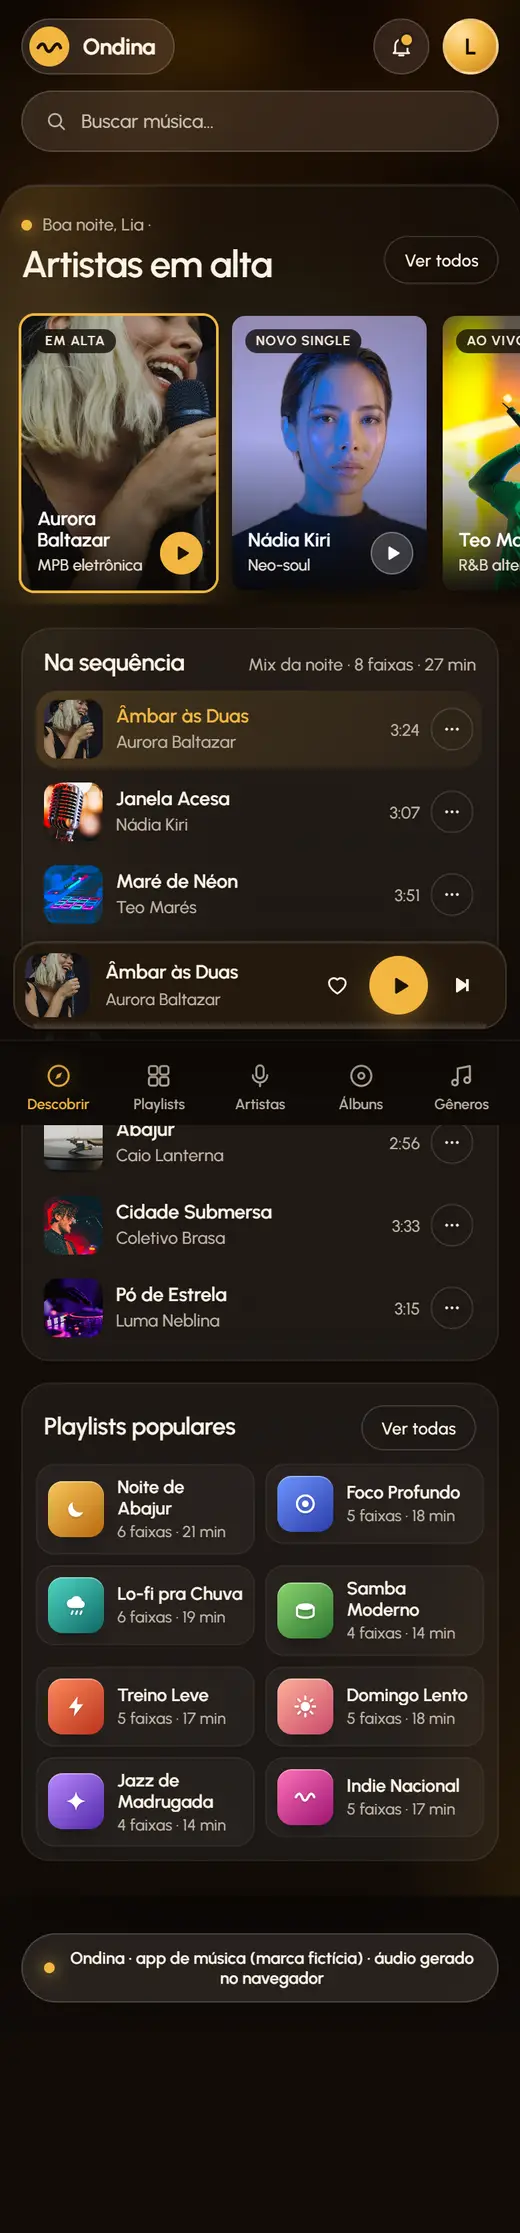 Ondina
L
Buscar música...
Boa noite, Lia ·
Artistas em alta
Ver todos
EM ALTA
Aurora
Baltazar
MPB eletrônica
NOVO SINGLE
Nádia Kiri
Neo-soul
AO VIVO
Teo Ma
R&B alte
Na sequência
Mix da noite · 8 faixas · 27 min
Âmbar às Duas
Aurora Baltazar
3:24
Janela Acesa
Nádia Kiri
3:07
Maré de Néon
Teo Marés
3:51
Âmbar às Duas
Aurora Baltazar
Descobrir
Playlists
Artistas
Álbuns
Gêneros
Abajur
Caio Lanterna
2:56
Cidade Submersa
Coletivo Brasa
3:33
Pó de Estrela
Luma Neblina
3:15
Playlists populares
Ver todas
Noite de
Abajur
6 faixas · 21 min
Foco Profundo
5 faixas · 18 min
Lo-fi pra Chuva
6 faixas · 19 min
Samba
Moderno
4 faixas · 14 min
Treino Leve
5 faixas · 17 min
Domingo Lento
5 faixas · 18 min
Jazz de
Madrugada
4 faixas · 14 min
Indie Nacional
5 faixas · 17 min
Ondina · app de música (marca fictícia) · áudio gerado
no navegador